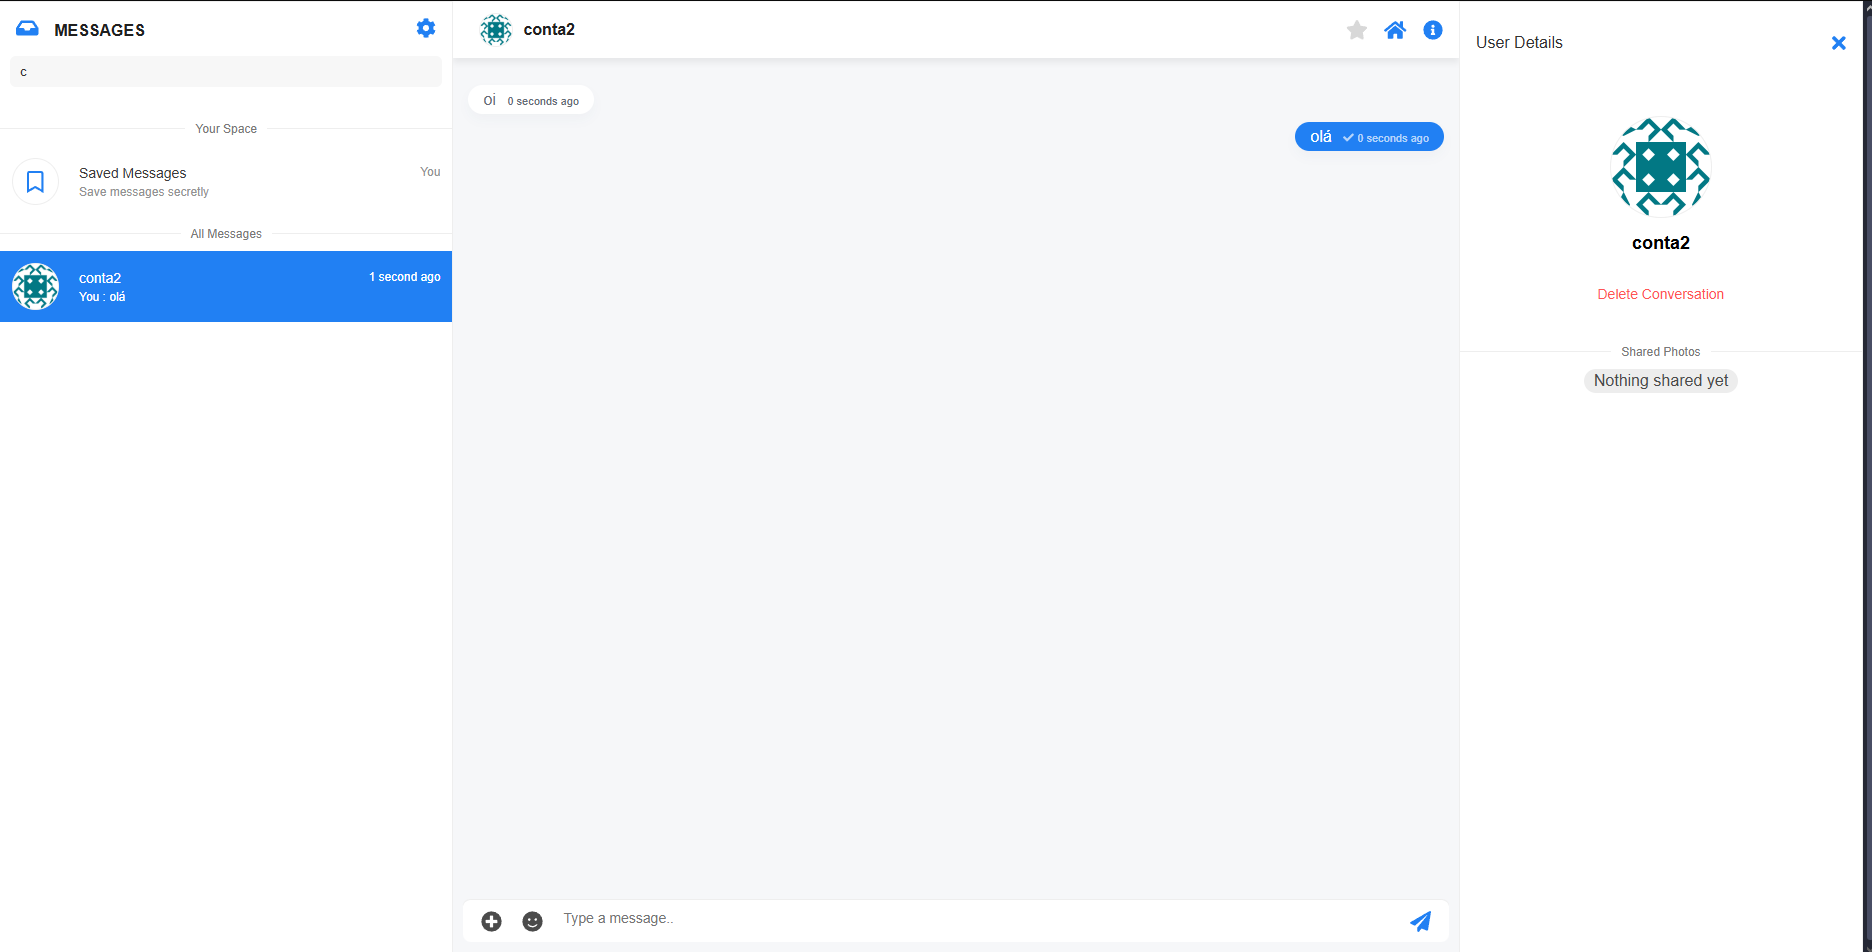 MESSAGES
c
Your Space
Saved Messages
You
Save messages secretly
All Messages
conta2
1 second ago
You : olá
conta2
oi 0 seconds ago
olá 0 seconds ago
Type a message..
User Details
conta2
Delete Conversation
Shared Photos
Nothing shared yet